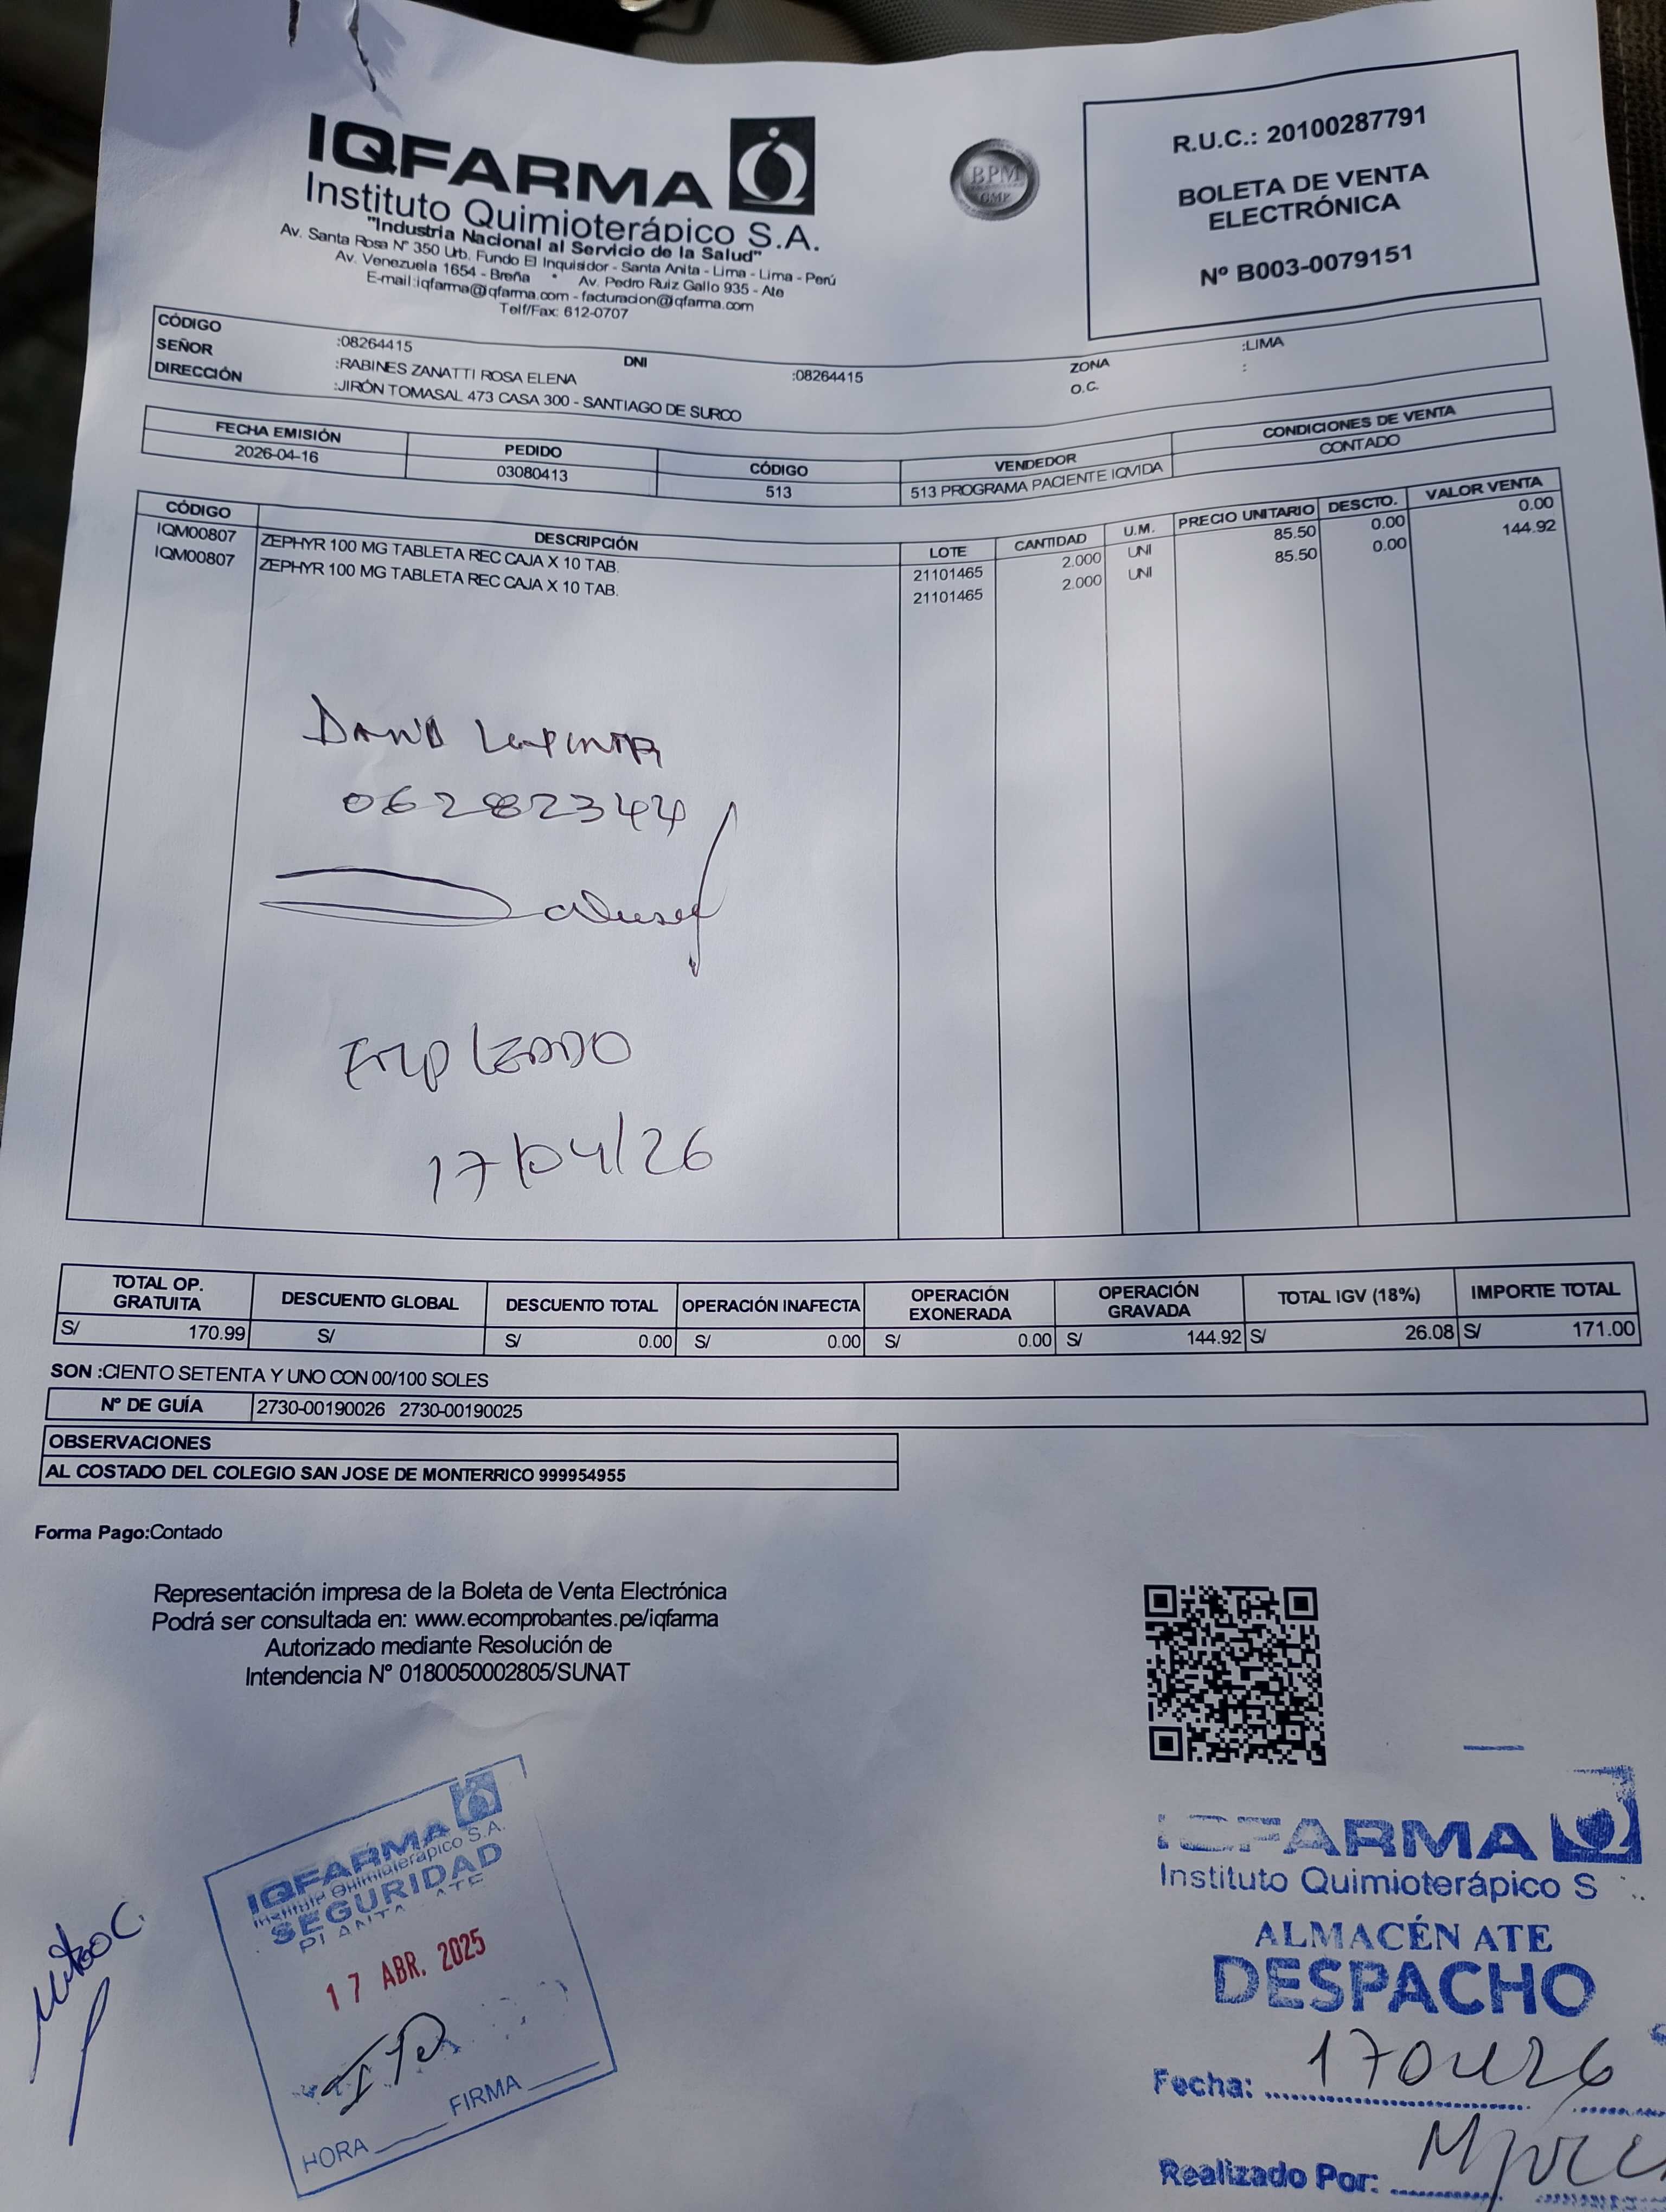 IQFARMA
Instituto Quimioterápico S.A.
"Industria Nacional al Servicio de la Salud"
Av. Santa Rosa N° 350 Urb. Fundo El Inquisidor - Santa Anita - Lima - Lima - Perú
Av. Venezuela 1654 - Breña * Av. Pedro Ruiz Gallo 935 - Ate
E-mail:iqfarma@iqfarma.com - facturacion@iqfarma.com
Telf/Fax: 612-0707
BPM
GMP
R.U.C.: 20100287791
BOLETA DE VENTA
ELECTRÓNICA
Nº B003-0079151
CÓDIGO :08264415 DNI :08264415 ZONA :LIMA
SEÑOR :RABINES ZANATTI ROSA ELENA O.C. :
DIRECCIÓN :JIRÓN TOMASAL 473 CASA 300 - SANTIAGO DE SURCO
FECHA EMISIÓN PEDIDO CÓDIGO VENDEDOR CONDICIONES DE VENTA
2026-04-16 03080413 513 513 PROGRAMA PACIENTE IQVIDA CONTADO
CÓDIGO DESCRIPCIÓN LOTE CANTIDAD U.M. PRECIO UNITARIO DESCTO. VALOR VENTA
IQM00807 ZEPHYR 100 MG TABLETA REC CAJA X 10 TAB. 21101465 2.000 UNI 85.50 0.00 0.00
IQM00807 ZEPHYR 100 MG TABLETA REC CAJA X 10 TAB. 21101465 2.000 UNI 85.50 0.00 144.92
06282344
EMPLEADO
17/04/26
TOTAL OP. GRATUITA DESCUENTO GLOBAL DESCUENTO TOTAL OPERACIÓN INAFECTA OPERACIÓN EXONERADA OPERACIÓN GRAVADA TOTAL IGV (18%) IMPORTE TOTAL
S/ 170.99 S/ S/ 0.00 S/ 0.00 S/ 0.00 S/ 144.92 S/ 26.08 S/ 171.00
SON :CIENTO SETENTA Y UNO CON 00/100 SOLES
Nº DE GUÍA 2730-00190026 2730-00190025
OBSERVACIONES
AL COSTADO DEL COLEGIO SAN JOSE DE MONTERRICO 999954955
Forma Pago:Contado
Representación impresa de la Boleta de Venta Electrónica
Podrá ser consultada en: www.ecomprobantes.pe/iqfarma
Autorizado mediante Resolución de
Intendencia N° 0180050002805/SUNAT
IQFARMA
Instituto Quimioterápico S.A.
SEGURIDAD
PLANTA ATE
17 ABR. 2025
HORA FIRMA
IQFARMA
Instituto Quimioterápico S
ALMACÉN ATE
DESPACHO
Fecha: 170426
Realizado Por: